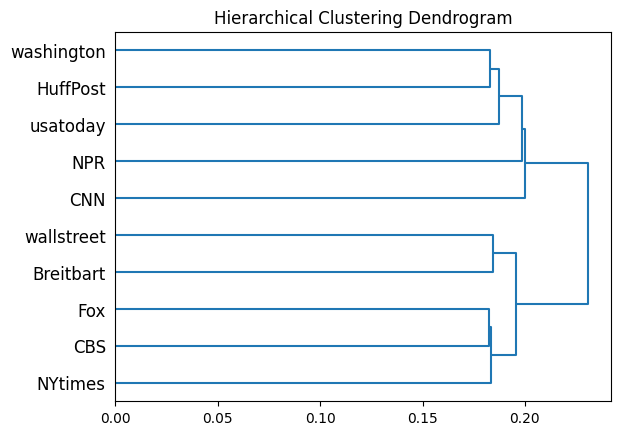 Hierarchical Clustering Dendrogram
washington
HuffPost
usatoday
NPR
CNN
wallstreet
Breitbart
Fox
CBS
NYtimes
0.00 0.05 0.10 0.15 0.20